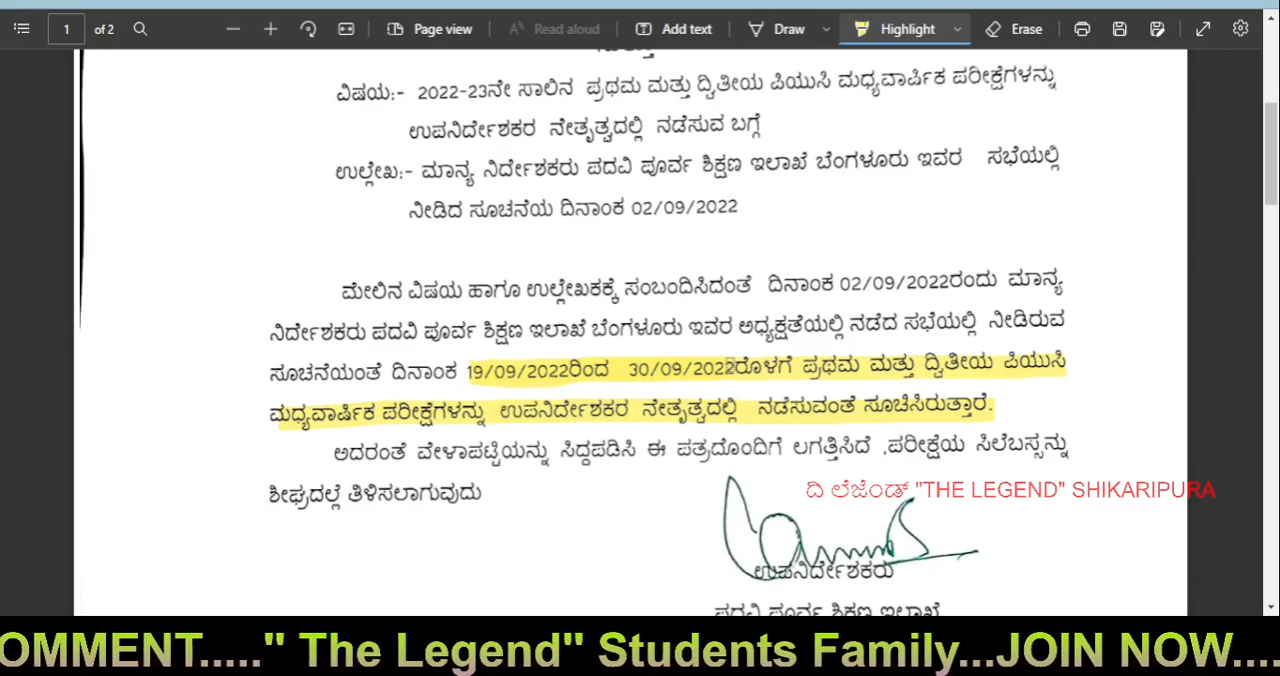 1 of 2 Page view Read aloud Add text Draw Highlight Erase
ವಿಷಯ:- 2022-23ನೇ ಸಾಲಿನ ಪ್ರಥಮ ಮತ್ತು ದ್ವಿತೀಯ ಪಿಯುಸಿ ಮಧ್ಯವಾರ್ಷಿಕ ಪರೀಕ್ಷೆಗಳನ್ನು
ಉಪನಿರ್ದೇಶಕರ ನೇತೃತ್ವದಲ್ಲಿ ನಡೆಸುವ ಬಗ್ಗೆ
ಉಲ್ಲೇಖ:- ಮಾನ್ಯ ನಿರ್ದೇಶಕರು ಪದವಿ ಪೂರ್ವ ಶಿಕ್ಷಣ ಇಲಾಖೆ ಬೆಂಗಳೂರು ಇವರ ಸಭೆಯಲ್ಲಿ
ನೀಡಿದ ಸೂಚನೆಯ ದಿನಾಂಕ 02/09/2022
ಮೇಲಿನ ವಿಷಯ ಹಾಗೂ ಉಲ್ಲೇಖಕಕ್ಕೆ ಸಂಬಂದಿಸಿದಂತೆ ದಿನಾಂಕ 02/09/2022ರಂದು ಮಾನ್ಯ
ನಿರ್ದೇಶಕರು ಪದವಿ ಪೂರ್ವ ಶಿಕ್ಷಣ ಇಲಾಖೆ ಬೆಂಗಳೂರು ಇವರ ಅಧ್ಯಕ್ಷತೆಯಲ್ಲಿ ನಡೆದ ಸಭೆಯಲ್ಲಿ ನೀಡಿರುವ
ಸೂಚನೆಯಂತೆ ದಿನಾಂಕ 19/09/2022ರಿಂದ 30/09/2022ರೊಳಗೆ ಪ್ರಥಮ ಮತ್ತು ದ್ವಿತೀಯ ಪಿಯುಸಿ
ಮಧ್ಯವಾರ್ಷಿಕ ಪರೀಕ್ಷೆಗಳನ್ನು ಉಪನಿರ್ದೇಶಕರ ನೇತೃತ್ವದಲ್ಲಿ ನಡೆಸುವಂತೆ ಸೂಚಿಸಿರುತ್ತಾರೆ.
ಅದರಂತೆ ವೇಳಾಪಟ್ಟಿಯನ್ನು ಸಿದ್ದಪಡಿಸಿ ಈ ಪತ್ರದೊಂದಿಗೆ ಲಗತ್ತಿಸಿದೆ ,ಪರೀಕ್ಷೆಯ ಸಿಲೆಬಸ್ಸನ್ನು
ಶೀಘ್ರದಲ್ಲೆ ತಿಳಿಸಲಾಗುವುದು
ದಿ ಲೆಜೆಂಡ್ "THE LEGEND" SHIKARIPURA
ಉಪನಿರ್ದೇಶಕರು
ಪದವಿ ಪೂರ್ವ ಶಿಕ್ಷಣ ಇಲಾಖೆ
OMMENT....." The Legend" Students Family...JOIN NOW....